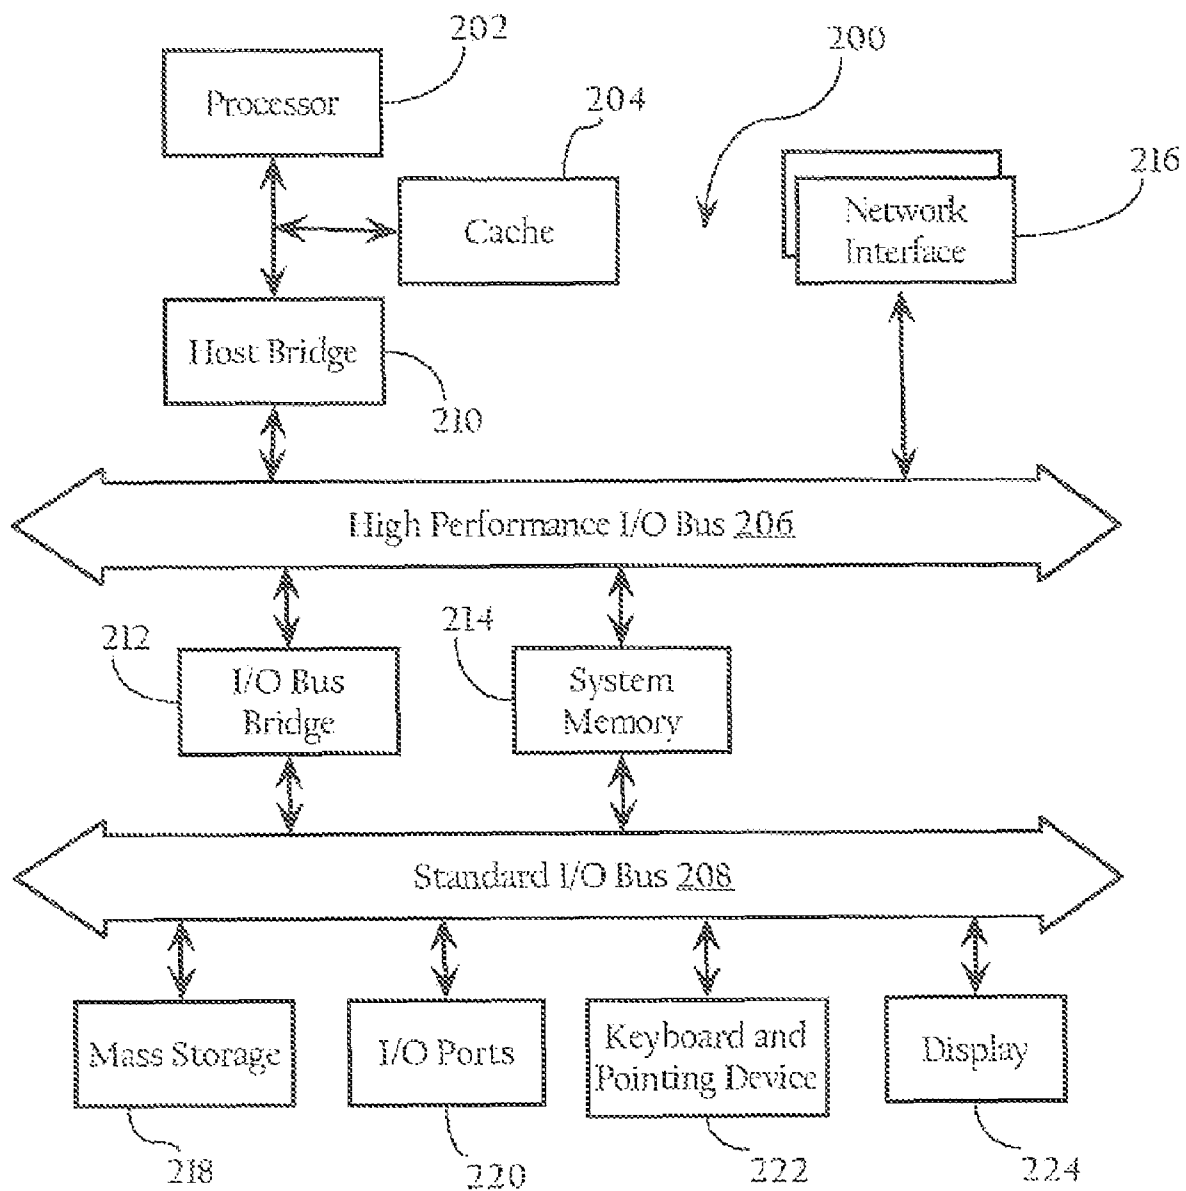 202
Processor
200
204
Cache
216
Network
Interface
Host Bridge
210
High Performance I/O Bus 206
212
I/O Bus
Bridge
214
System
Memory
Standard I/O Bus 208
Mass Storage
I/O Ports
Keyboard and
Pointing Device
Display
218
220
222
224